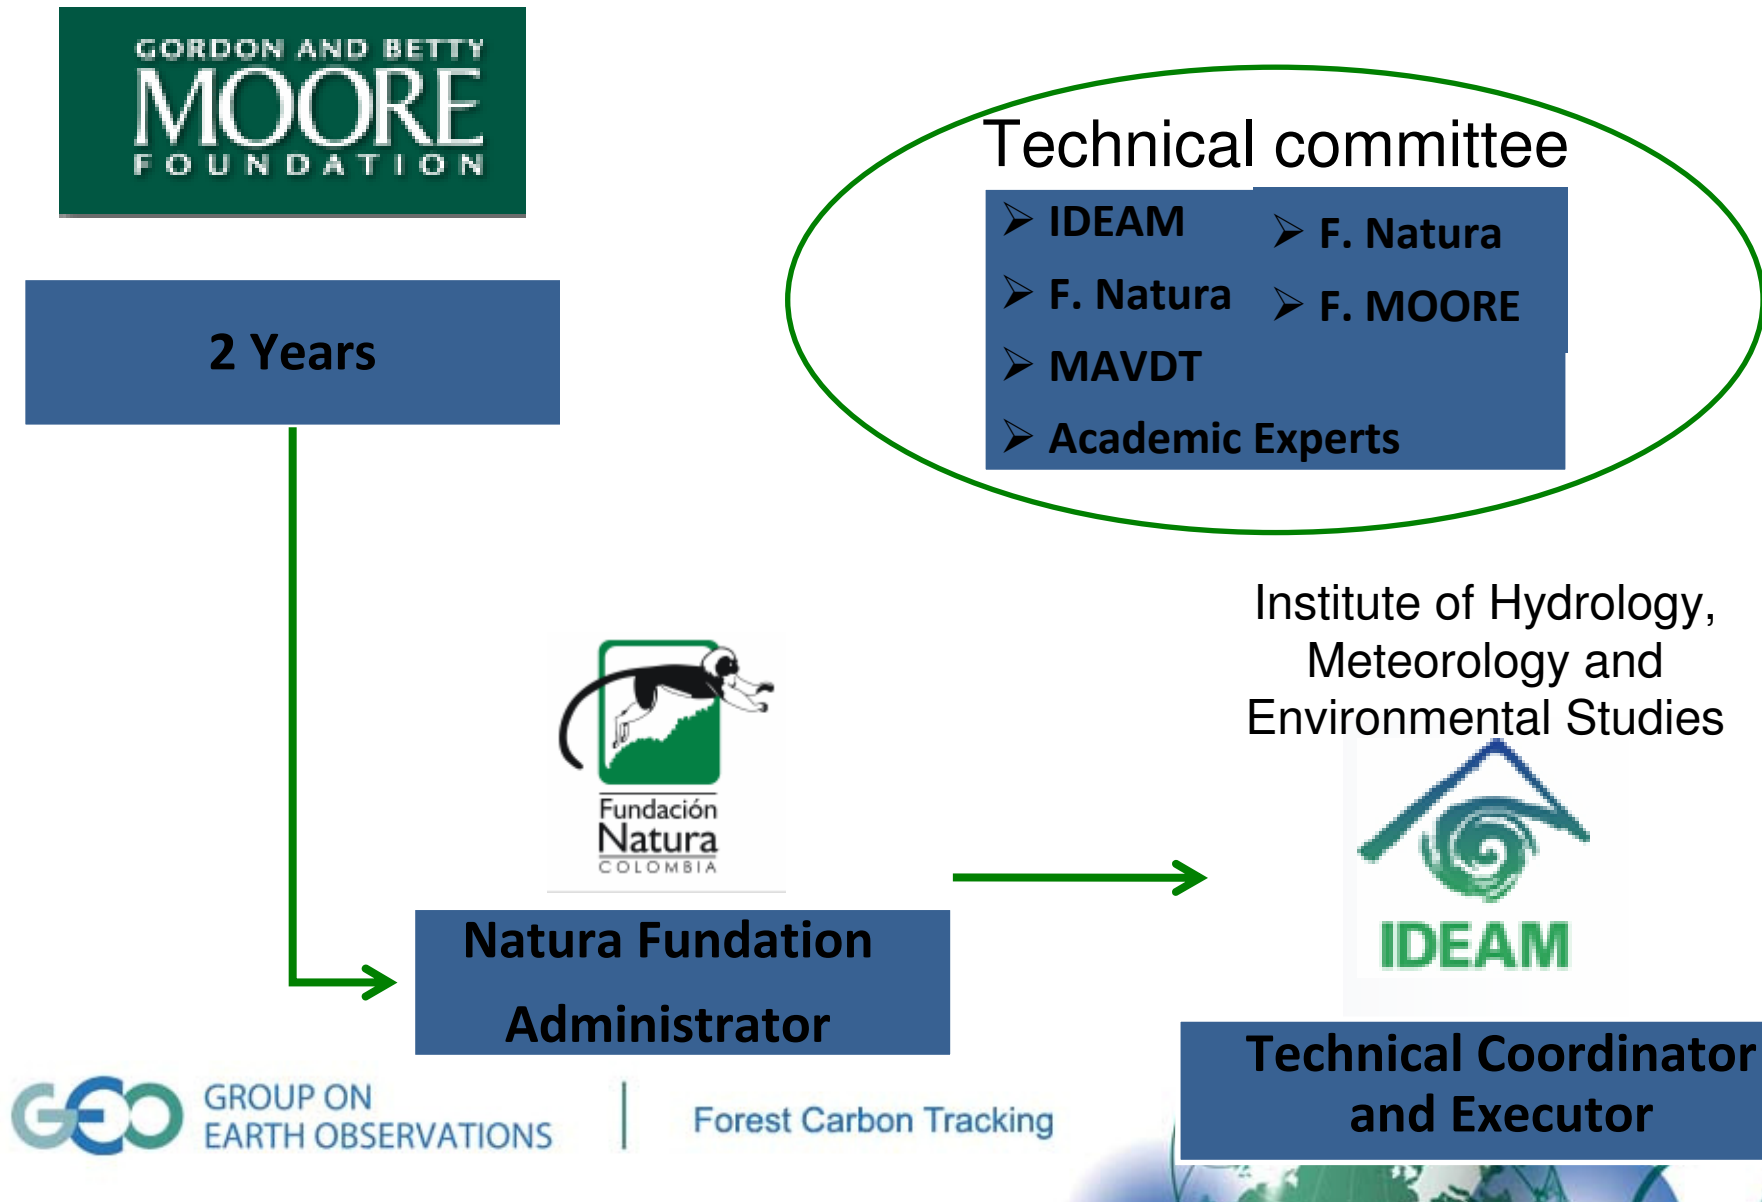 GORDON AND BETTY
MOORE
FOUNDATION
2 Years
Technical committee
➢ IDEAM
➢ F. Natura
➢ MAVDT
➢ Academic Experts
➢ F. Natura
➢ F. MOORE
Fundación
Natura
COLOMBIA
Natura Fundation
Administrator
Institute of Hydrology,
Meteorology and
Environmental Studies
IDEAM
Technical Coordinator
and Executor
GEO
GROUP ON
EARTH OBSERVATIONS
Forest Carbon Tracking